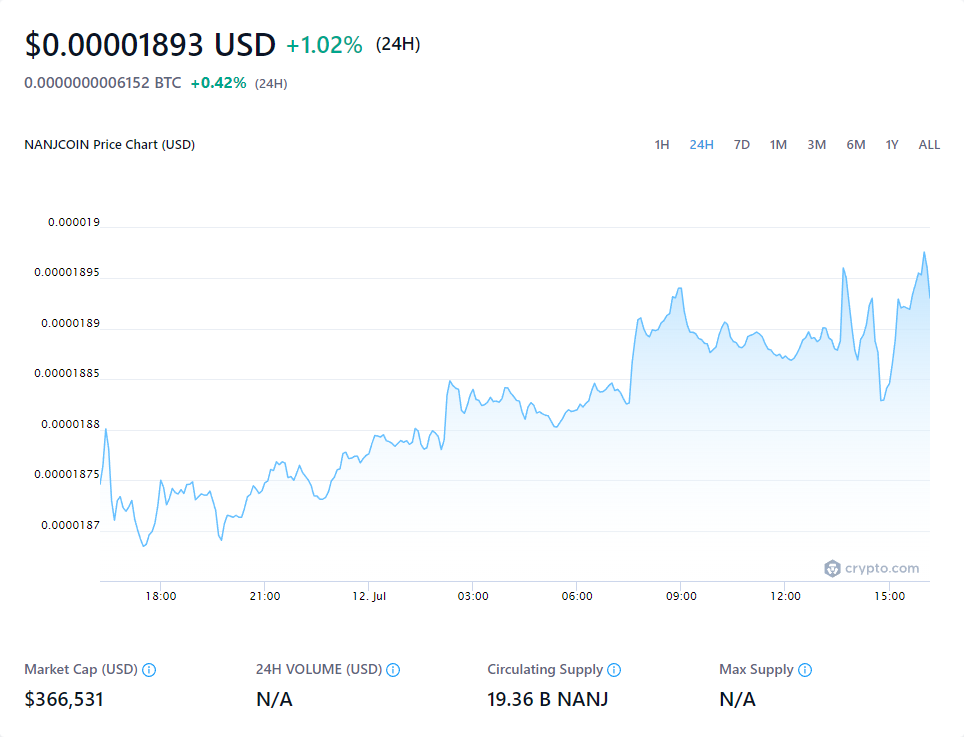 $0.00001893 USD +1.02% (24H)
0.0000000006152 BTC +0.42% (24H)
NANJCOIN Price Chart (USD) 1H 24H 7D 1M 3M 6M 1Y ALL
0.000019
0.00001895
0.0000189
0.00001885
0.0000188
0.00001875
0.0000187
crypto.com
18:00 21:00 12. Jul 03:00 06:00 09:00 12:00 15:00
Market Cap (USD) 24H VOLUME (USD) Circulating Supply Max Supply
$366,531 N/A 19.36 B NANJ N/A